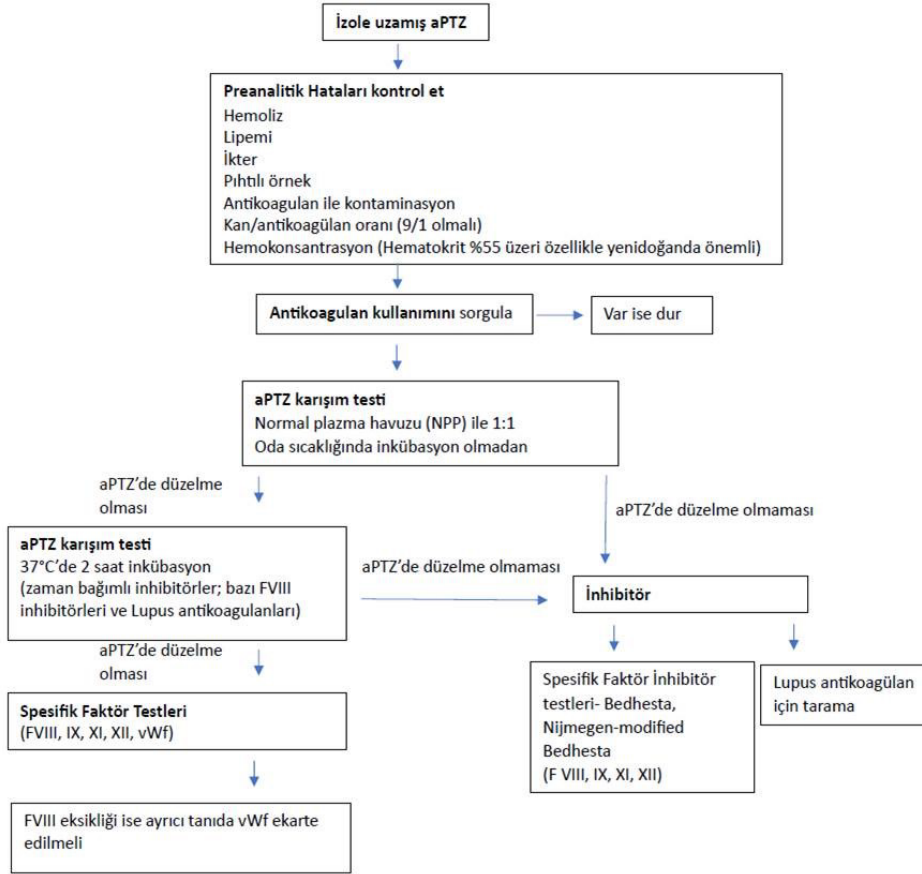 İzole uzamış aPTZ
Preanalitik Hataları kontrol et
Hemoliz
Lipemi
İkter
Pıhtılı örnek
Antikoagulan ile kontaminasyon
Kan/antikoagülan oranı (9/1 olmalı)
Hemokonsantrasyon (Hematokrit %55 üzeri özellikle yenidoğanda önemli)
Antikoagulan kullanımını sorgula
Var ise dur
aPTZ karışım testi
Normal plazma havuzu (NPP) ile 1:1
Oda sıcaklığında inkübasyon olmadan
aPTZ’de düzelme
olması
aPTZ’de düzelme olmaması
aPTZ karışım testi
37°C’de 2 saat inkübasyon
(zaman bağımlı inhibitörler; bazı FVIII
inhibitörleri ve Lupus antikoagulanları)
aPTZ’de düzelme olmaması
İnhibitör
aPTZ’de düzelme
olması
Spesifik Faktör Testleri
(FVIII, IX, XI, XII, vWf)
Spesifik Faktör İnhibitör
testleri- Bedhesta,
Nijmegen-modified
Bedhesta
(F VIII, IX, XI, XII)
Lupus antikoagülan
için tarama
FVIII eksikliği ise ayrıcı tanıda vWf ekarte
edilmeli